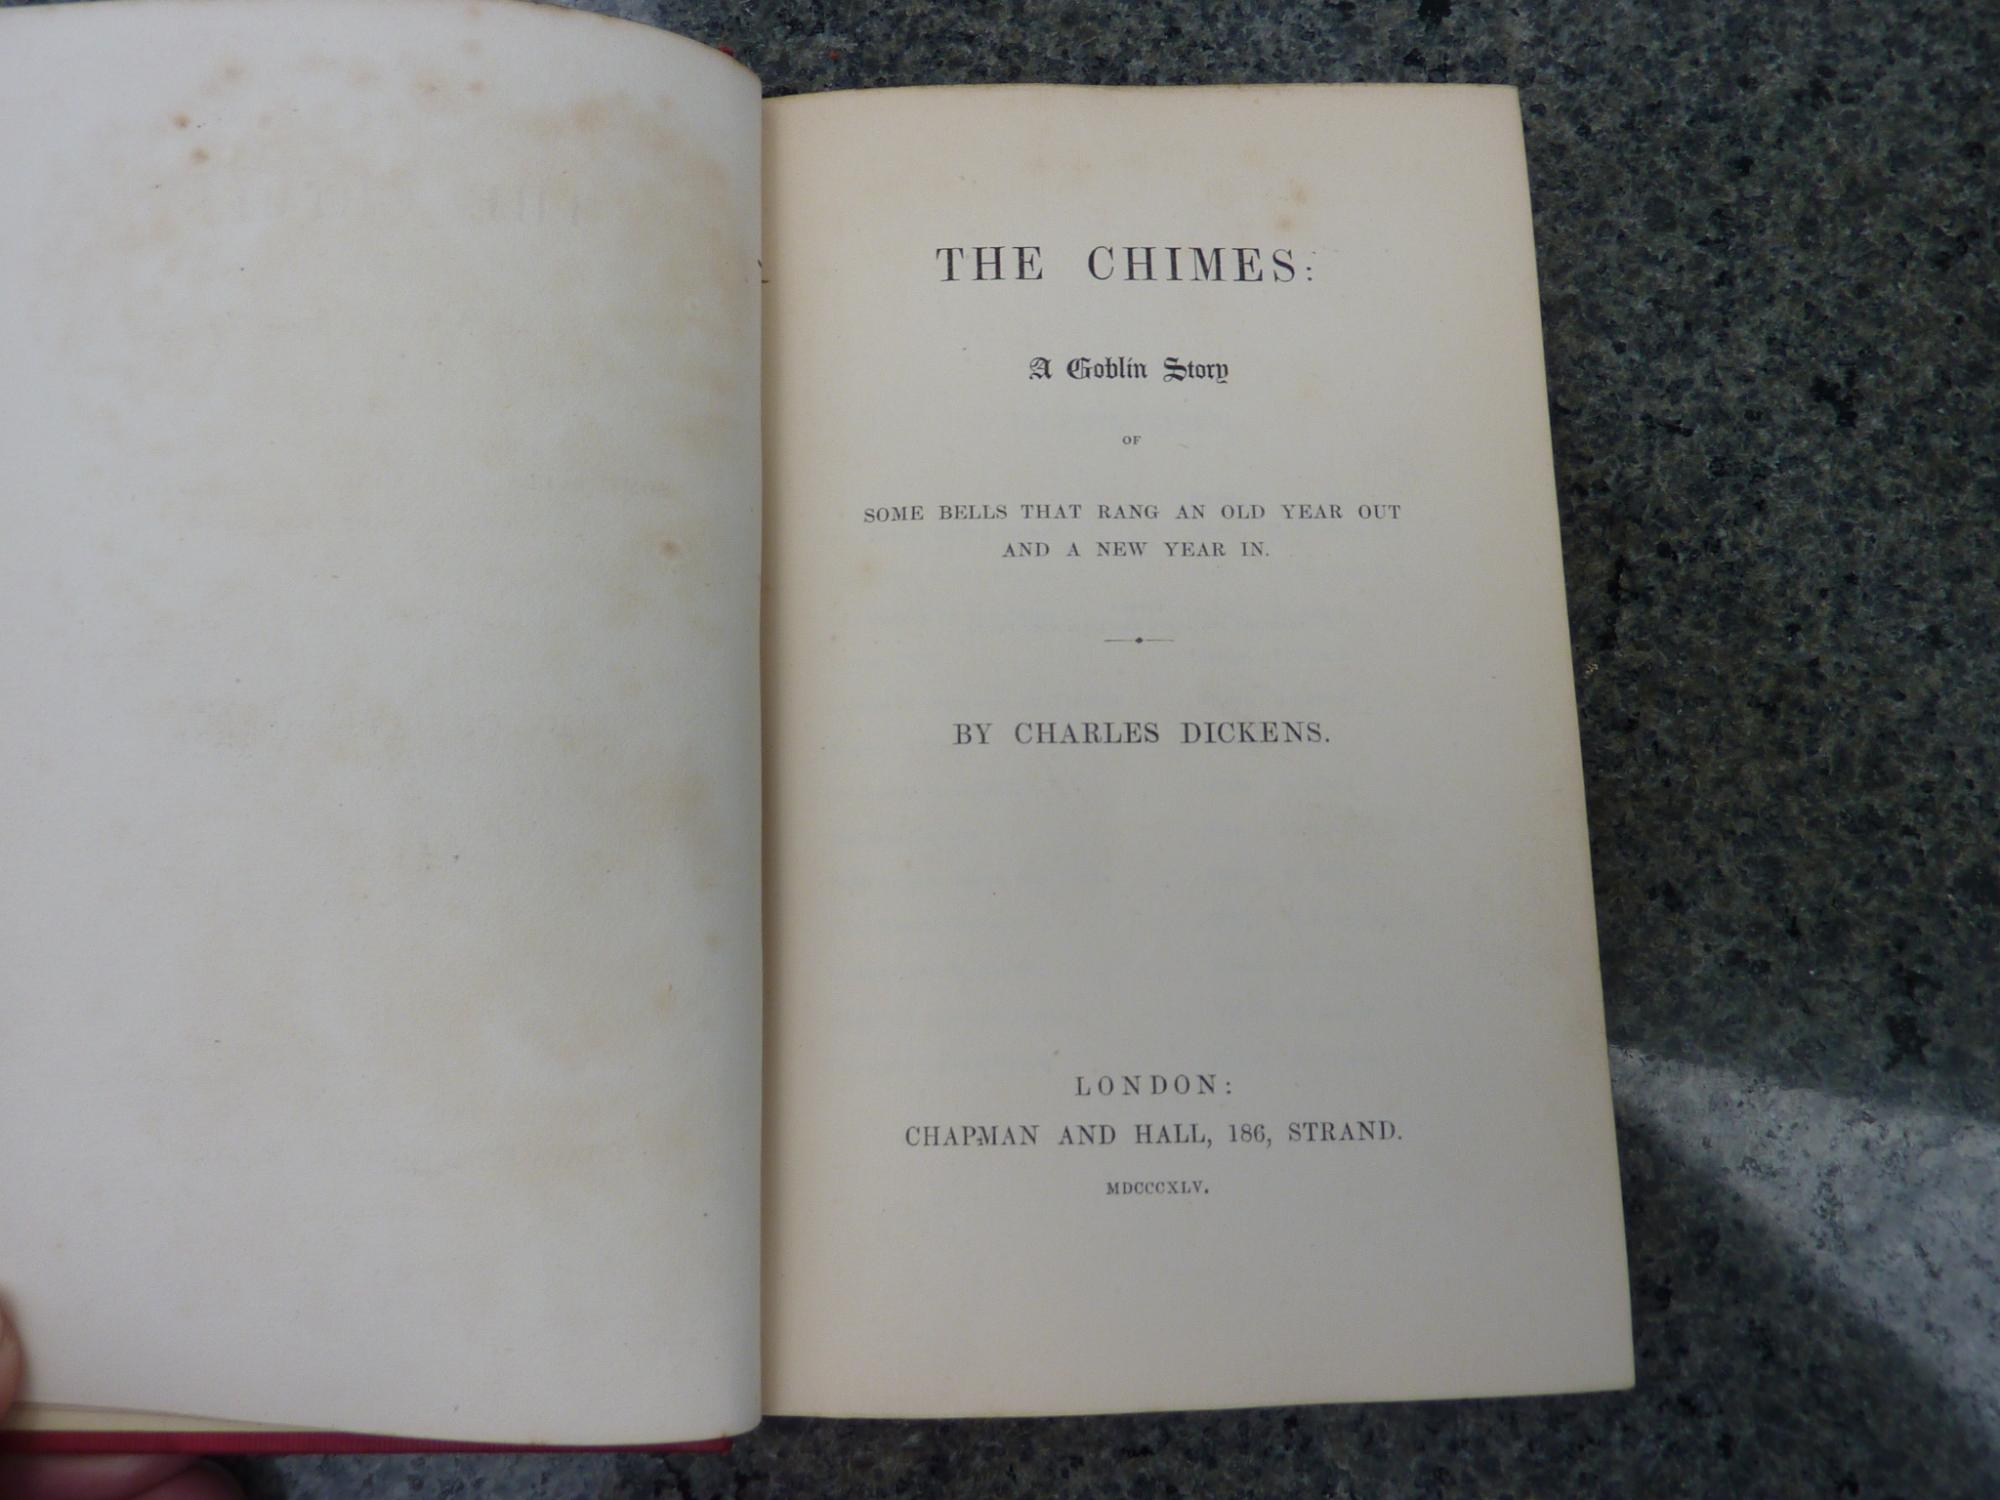 THE CHIMES:
A Goblin Story
OF
SOME BELLS THAT RANG AN OLD YEAR OUT
AND A NEW YEAR IN.
BY CHARLES DICKENS.
LONDON:
CHAPMAN AND HALL, 186, STRAND.
MDCCCXLV.